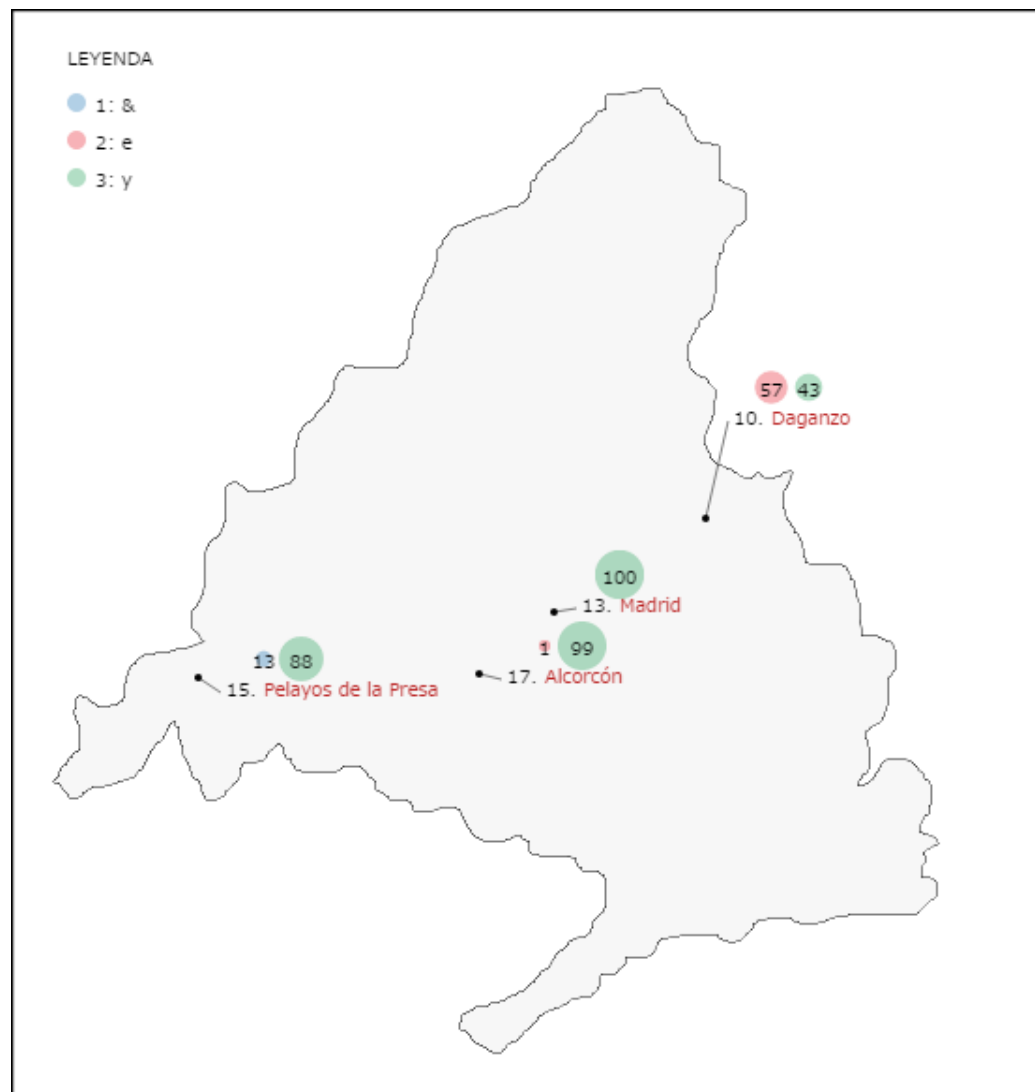 LEYENDA
1: &
2: e
3: y
57 43
10. Daganzo
100
13. Madrid
1 99
17. Alcorcón
13 88
15. Pelayos de la Presa